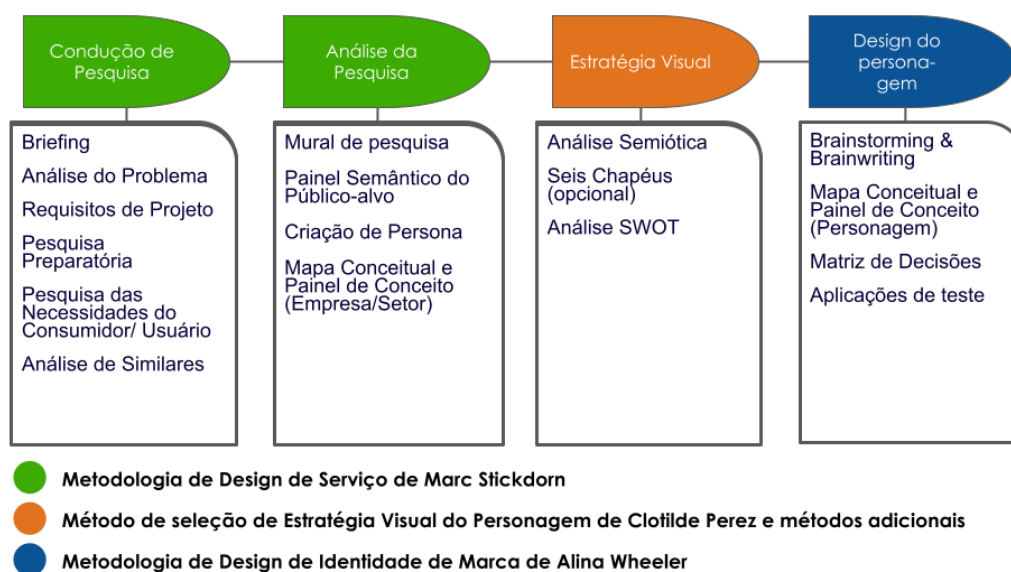 Condução de
Pesquisa
Análise da
Pesquisa
Estratégia Visual
Design do
persona-
gem
Briefing
Análise do Problema
Requisitos de Projeto
Pesquisa
Preparatória
Pesquisa das
Necessidades do
Consumidor/ Usuário
Análise de Similares
Mural de pesquisa
Painel Semântico do
Público-alvo
Criação de Persona
Mapa Conceitual e
Painel de Conceito
(Empresa/Setor)
Análise Semiótica
Seis Chapéus
(opcional)
Análise SWOT
Brainstorming &
Brainwriting
Mapa Conceitual e
Painel de Conceito
(Personagem)
Matriz de Decisões
Aplicações de teste
Metodologia de Design de Serviço de Marc Stickdorn
Método de seleção de Estratégia Visual do Personagem de Clotilde Perez e métodos adicionais
Metodologia de Design de Identidade de Marca de Alina Wheeler